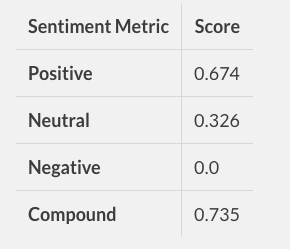 Sentiment Metric Score
Positive 0.674
Neutral 0.326
Negative 0.0
Compound 0.735